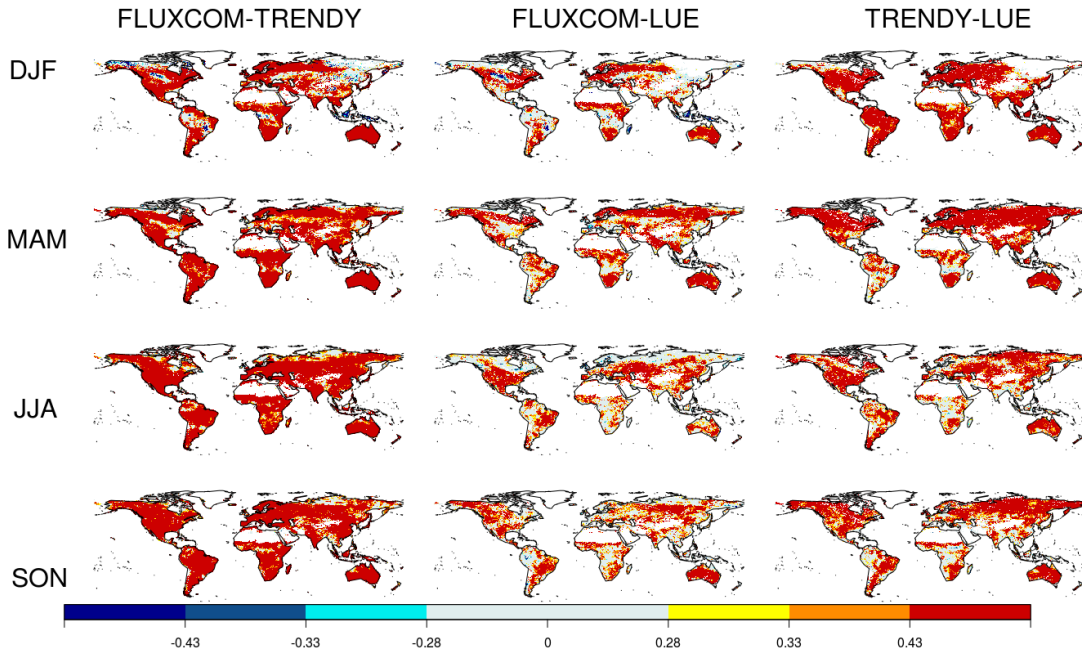 FLUXCOM-TRENDY FLUXCOM-LUE TRENDY-LUE
DJF
MAM
JJA
SON
-0.43 -0.33 -0.28 0 0.28 0.33 0.43